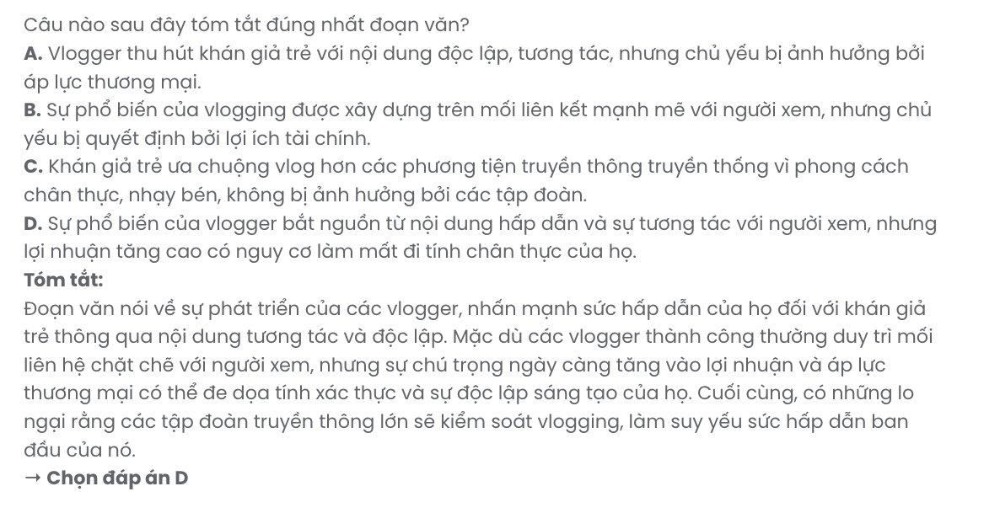 Câu nào sau đây tóm tắt đúng nhất đoạn văn?
A. Vlogger thu hút khán giả trẻ với nội dung độc lập, tương tác, nhưng chủ yếu bị ảnh hưởng bởi
áp lực thương mại.
B. Sự phổ biến của vlogging được xây dựng trên mối liên kết mạnh mẽ với người xem, nhưng chủ
yếu bị quyết định bởi lợi ích tài chính.
C. Khán giả trẻ ưa chuộng vlog hơn các phương tiện truyền thông truyền thống vì phong cách
chân thực, nhạy bén, không bị ảnh hưởng bởi các tập đoàn.
D. Sự phổ biến của vlogger bắt nguồn từ nội dung hấp dẫn và sự tương tác với người xem, nhưng
lợi nhuận tăng cao có nguy cơ làm mất đi tính chân thực của họ.
Tóm tắt:
Đoạn văn nói về sự phát triển của các vlogger, nhấn mạnh sức hấp dẫn của họ đối với khán giả
trẻ thông qua nội dung tương tác và độc lập. Mặc dù các vlogger thành công thường duy trì mối
liên hệ chặt chẽ với người xem, nhưng sự chú trọng ngày càng tăng vào lợi nhuận và áp lực
thương mại có thể đe dọa tính xác thực và sự độc lập sáng tạo của họ. Cuối cùng, có những lo
ngại rằng các tập đoàn truyền thông lớn sẽ kiểm soát vlogging, làm suy yếu sức hấp dẫn ban
đầu của nó.
→ Chọn đáp án D